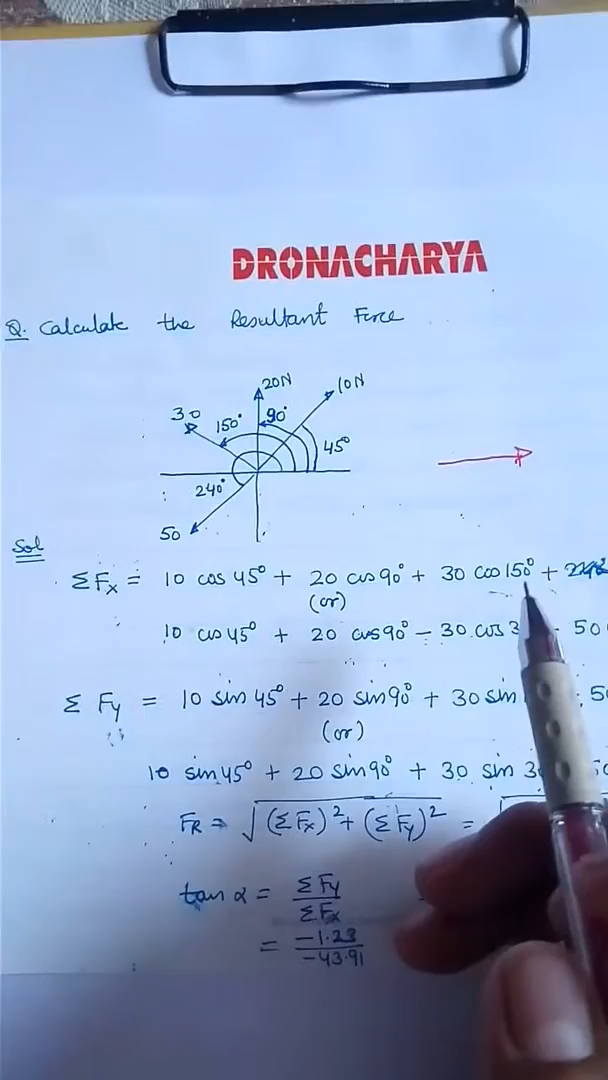 DRONACHARYA
Q. Calculate the Resultant Force
20N
10N
30
150°
90°
45°
240°
50
Sol
ΣFx = 10 cos 45° + 20 cos 90° + 30 cos 150° +
(or)
10 cos 45° + 20 cos 90° - 30 cos 3 50
Σ Fy = 10 sin 45° + 20 sin 90° + 30 sin 5
(or)
10 sin 45° + 20 sin 90° + 30 sin 3
FR = √(ΣFx)² + (ΣFy)² =
tan α = ΣFy / ΣFx
= -1.23 / -43.91